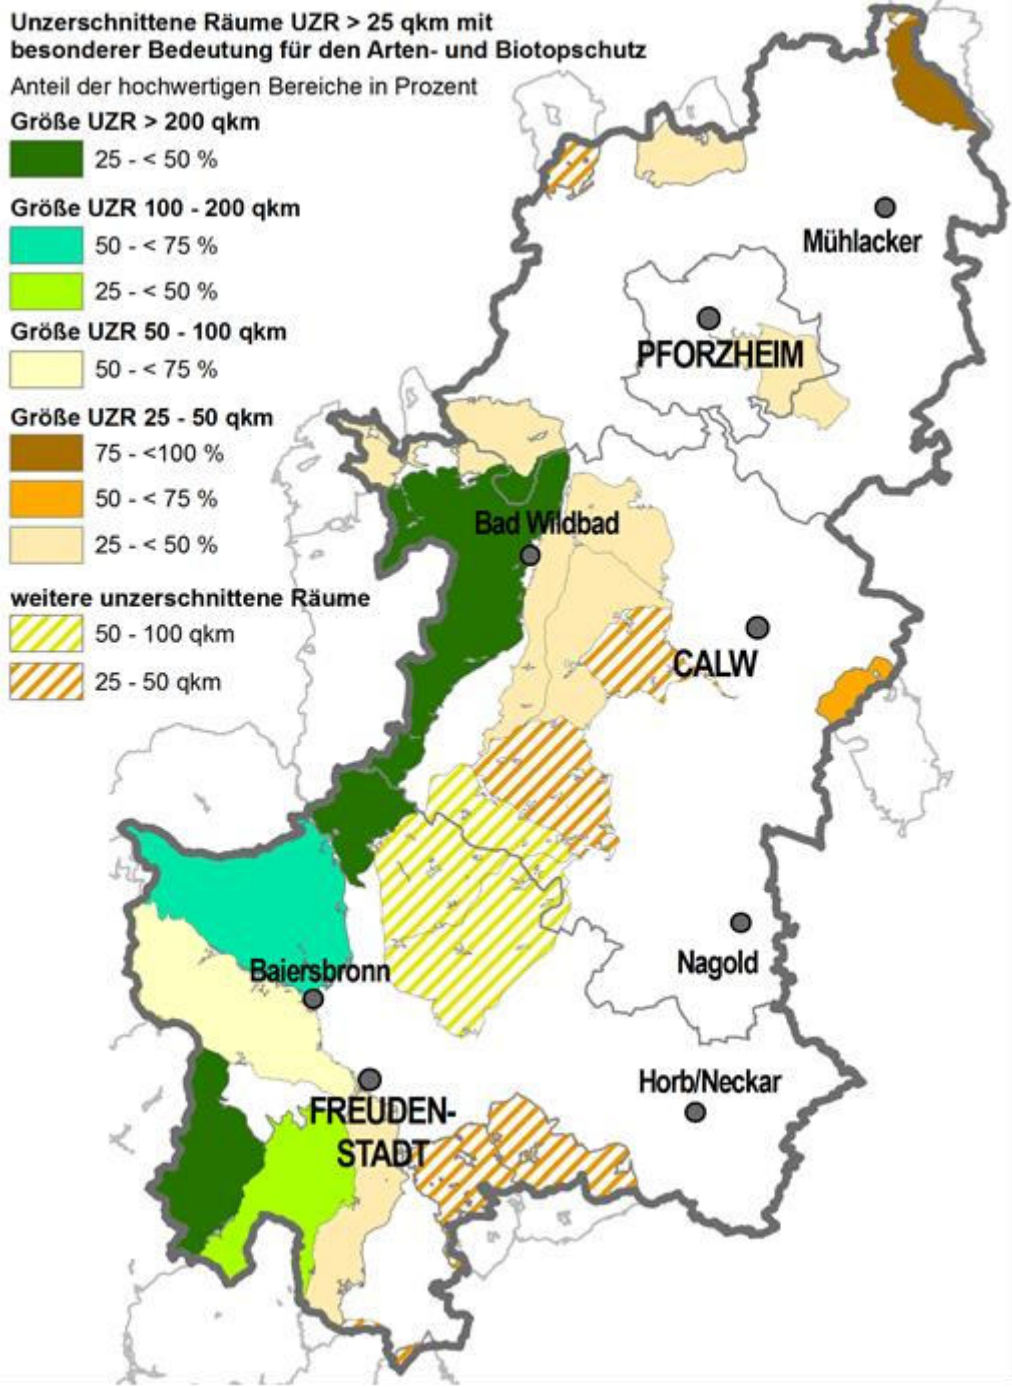 Unzerschnittene Räume UZR > 25 qkm mit
besonderer Bedeutung für den Arten- und Biotopschutz
Anteil der hochwertigen Bereiche in Prozent
Größe UZR > 200 qkm
25 - < 50 %
Größe UZR 100 - 200 qkm
50 - < 75 %
25 - < 50 %
Größe UZR 50 - 100 qkm
50 - < 75 %
Größe UZR 25 - 50 qkm
75 - <100 %
50 - < 75 %
25 - < 50 %
weitere unzerschnittene Räume
50 - 100 qkm
25 - 50 qkm
Mühlacker
PFORZHEIM
Bad Wildbad
CALW
Nagold
Baiersbronn
Horb/Neckar
FREUDEN-
STADT